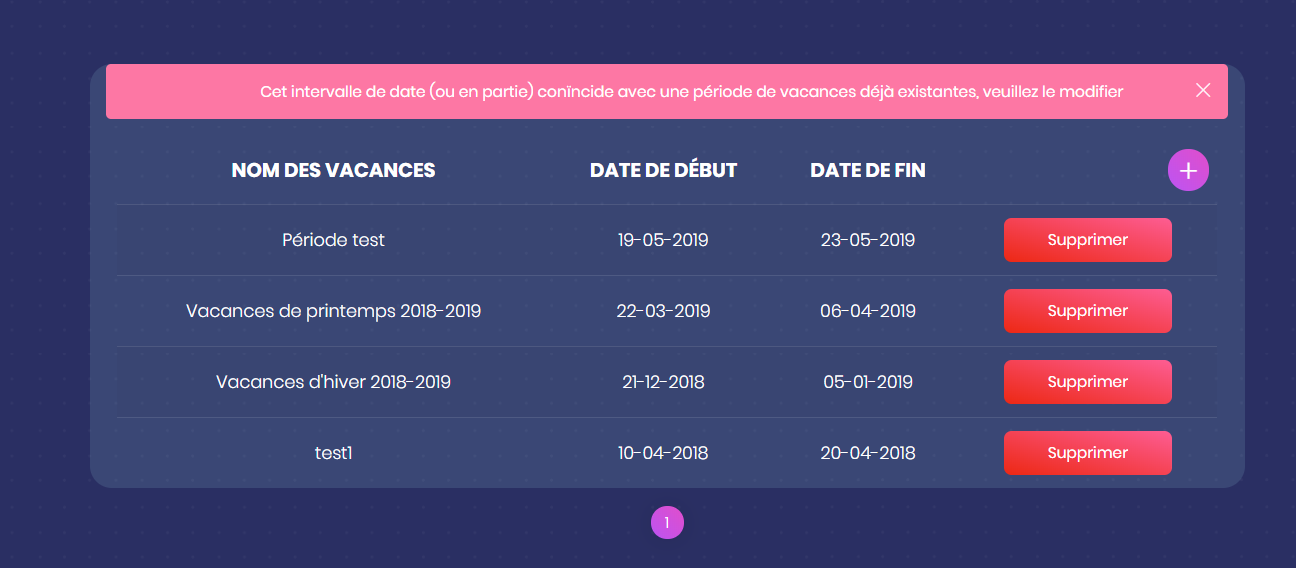 Cet intervalle de date (ou en partie) conïncide avec une période de vacances déjà existantes, veuillez le modifier
NOM DES VACANCES DATE DE DÉBUT DATE DE FIN +
Période test 19-05-2019 23-05-2019 Supprimer
Vacances de printemps 2018-2019 22-03-2019 06-04-2019 Supprimer
Vacances d'hiver 2018-2019 21-12-2018 05-01-2019 Supprimer
test1 10-04-2018 20-04-2018 Supprimer
1